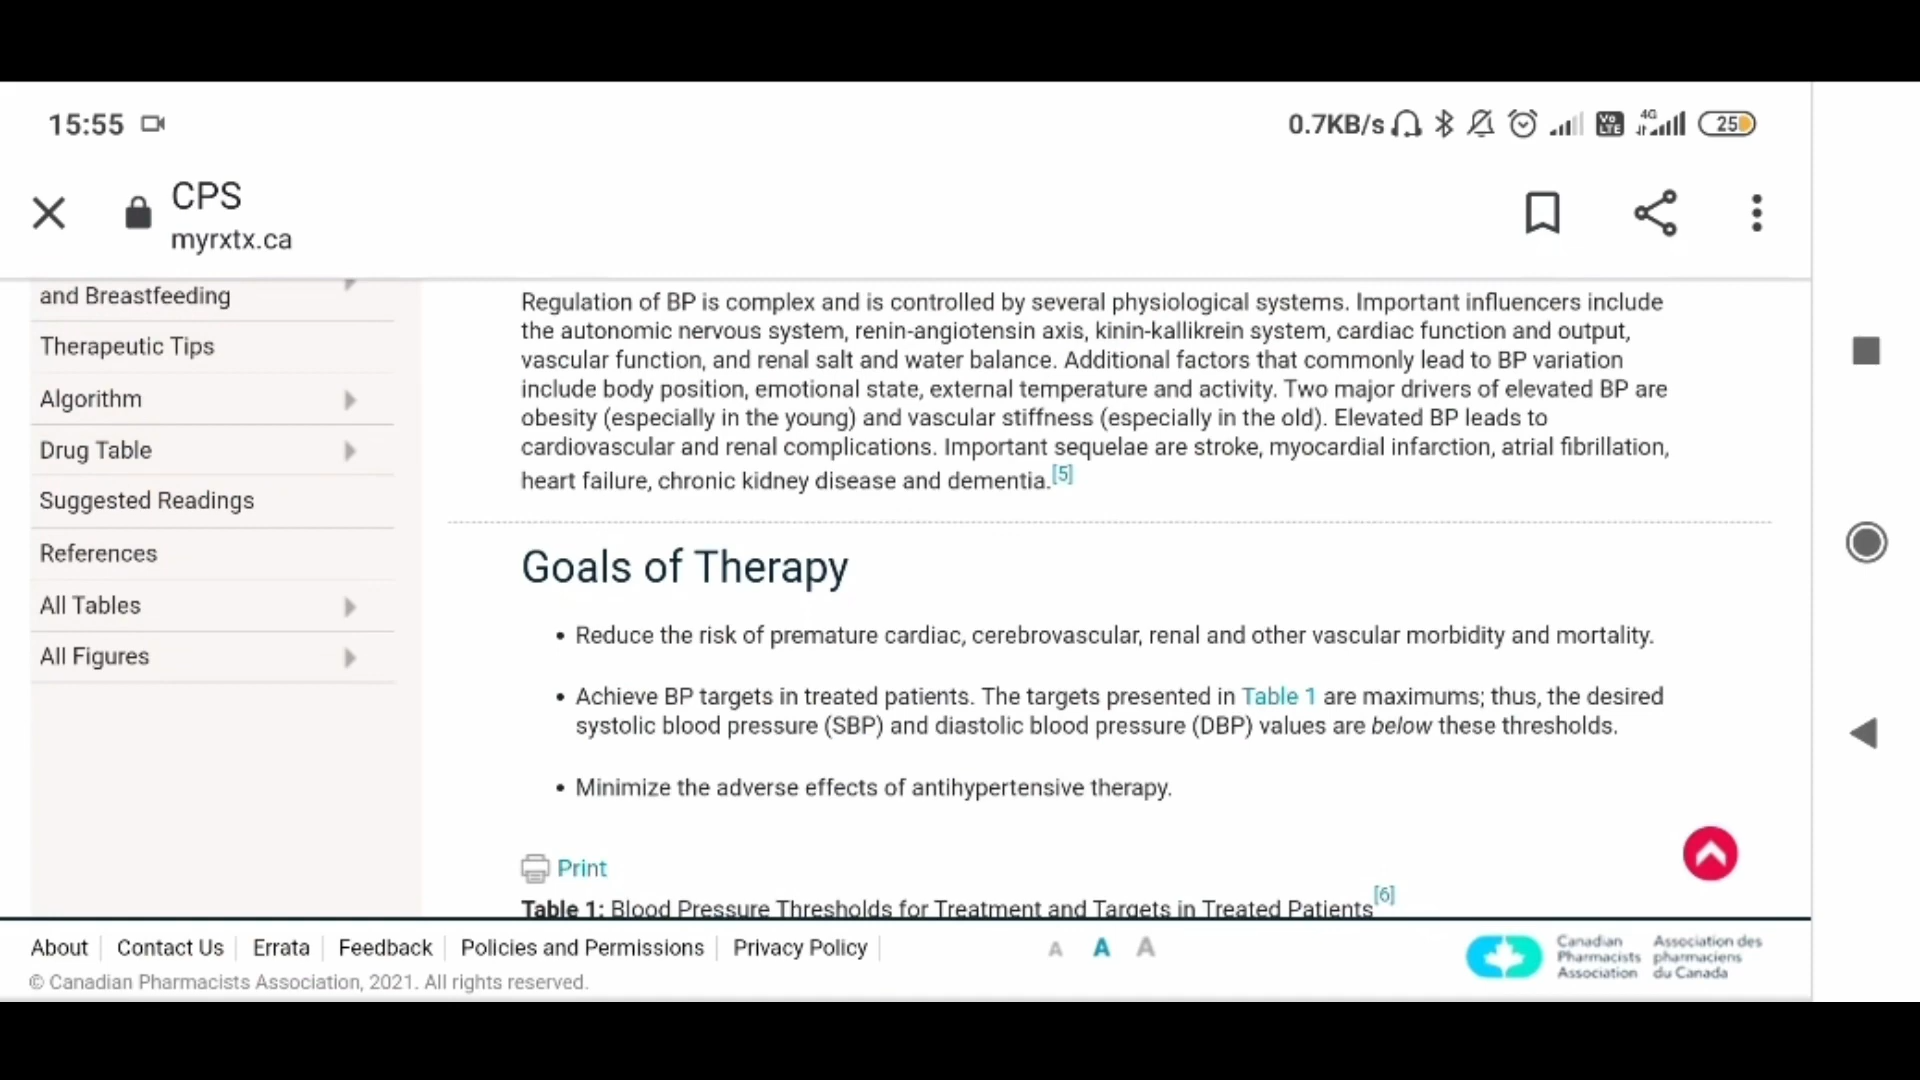 15:55
0.7KB/s
Vo LTE
4G
25
CPS
myrxtx.ca
and Breastfeeding
Therapeutic Tips
Algorithm
Drug Table
Suggested Readings
References
All Tables
All Figures
Regulation of BP is complex and is controlled by several physiological systems. Important influencers include
the autonomic nervous system, renin-angiotensin axis, kinin-kallikrein system, cardiac function and output,
vascular function, and renal salt and water balance. Additional factors that commonly lead to BP variation
include body position, emotional state, external temperature and activity. Two major drivers of elevated BP are
obesity (especially in the young) and vascular stiffness (especially in the old). Elevated BP leads to
cardiovascular and renal complications. Important sequelae are stroke, myocardial infarction, atrial fibrillation,
heart failure, chronic kidney disease and dementia.[5]
Goals of Therapy
• Reduce the risk of premature cardiac, cerebrovascular, renal and other vascular morbidity and mortality.
• Achieve BP targets in treated patients. The targets presented in Table 1 are maximums; thus, the desired
systolic blood pressure (SBP) and diastolic blood pressure (DBP) values are below these thresholds.
• Minimize the adverse effects of antihypertensive therapy.
Print
Table 1: Blood Pressure Thresholds for Treatment and Targets in Treated Patients[6]
About | Contact Us | Errata | Feedback | Policies and Permissions | Privacy Policy |
A A A
© Canadian Pharmacists Association, 2021. All rights reserved.
Canadian
Pharmacists
Association
Association des
pharmaciens
du Canada